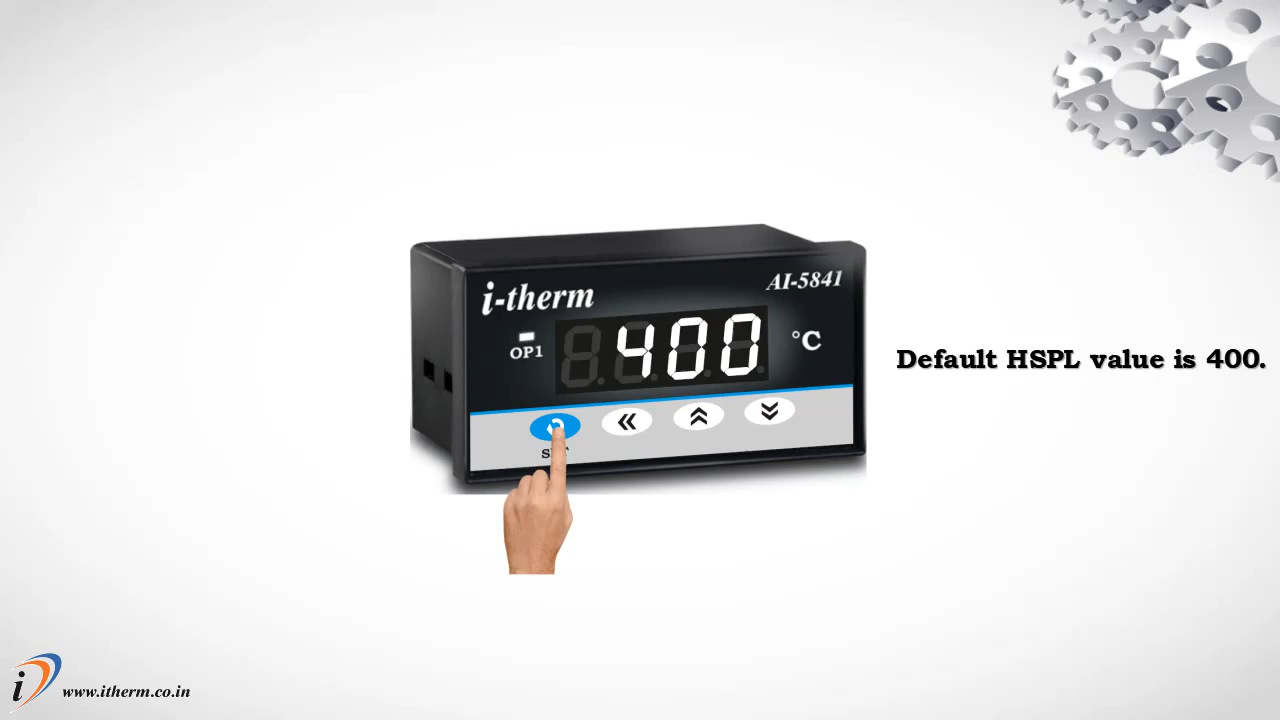 i-therm
AI-5841
OP1
400
°C
Default HSPL value is 400.
i
www.itherm.co.in